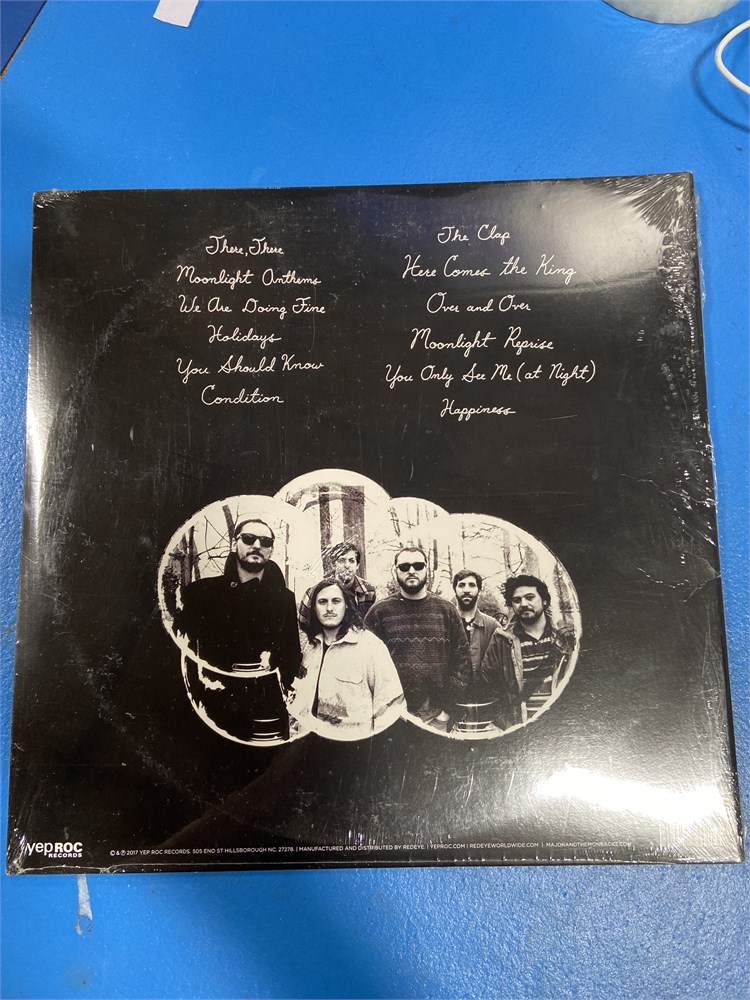 There, There
Moonlight Anthems
We Are Doing Fine
Holidays
You Should Know
Condition
The Clap
Here Comes the King
Over and Over
Moonlight Reprise
You Only See Me (at Night)
Happiness
yepROC
RECORDS
© & ℗ 2017 YEP ROC RECORDS. 505 ENO ST HILLSBOROUGH NC. 27278. | MANUFACTURED AND DISTRIBUTED BY REDEYE. | YEPROC.COM | REDEYEWORLDWIDE.COM | MAJORANDTHEMONBACKS.COM